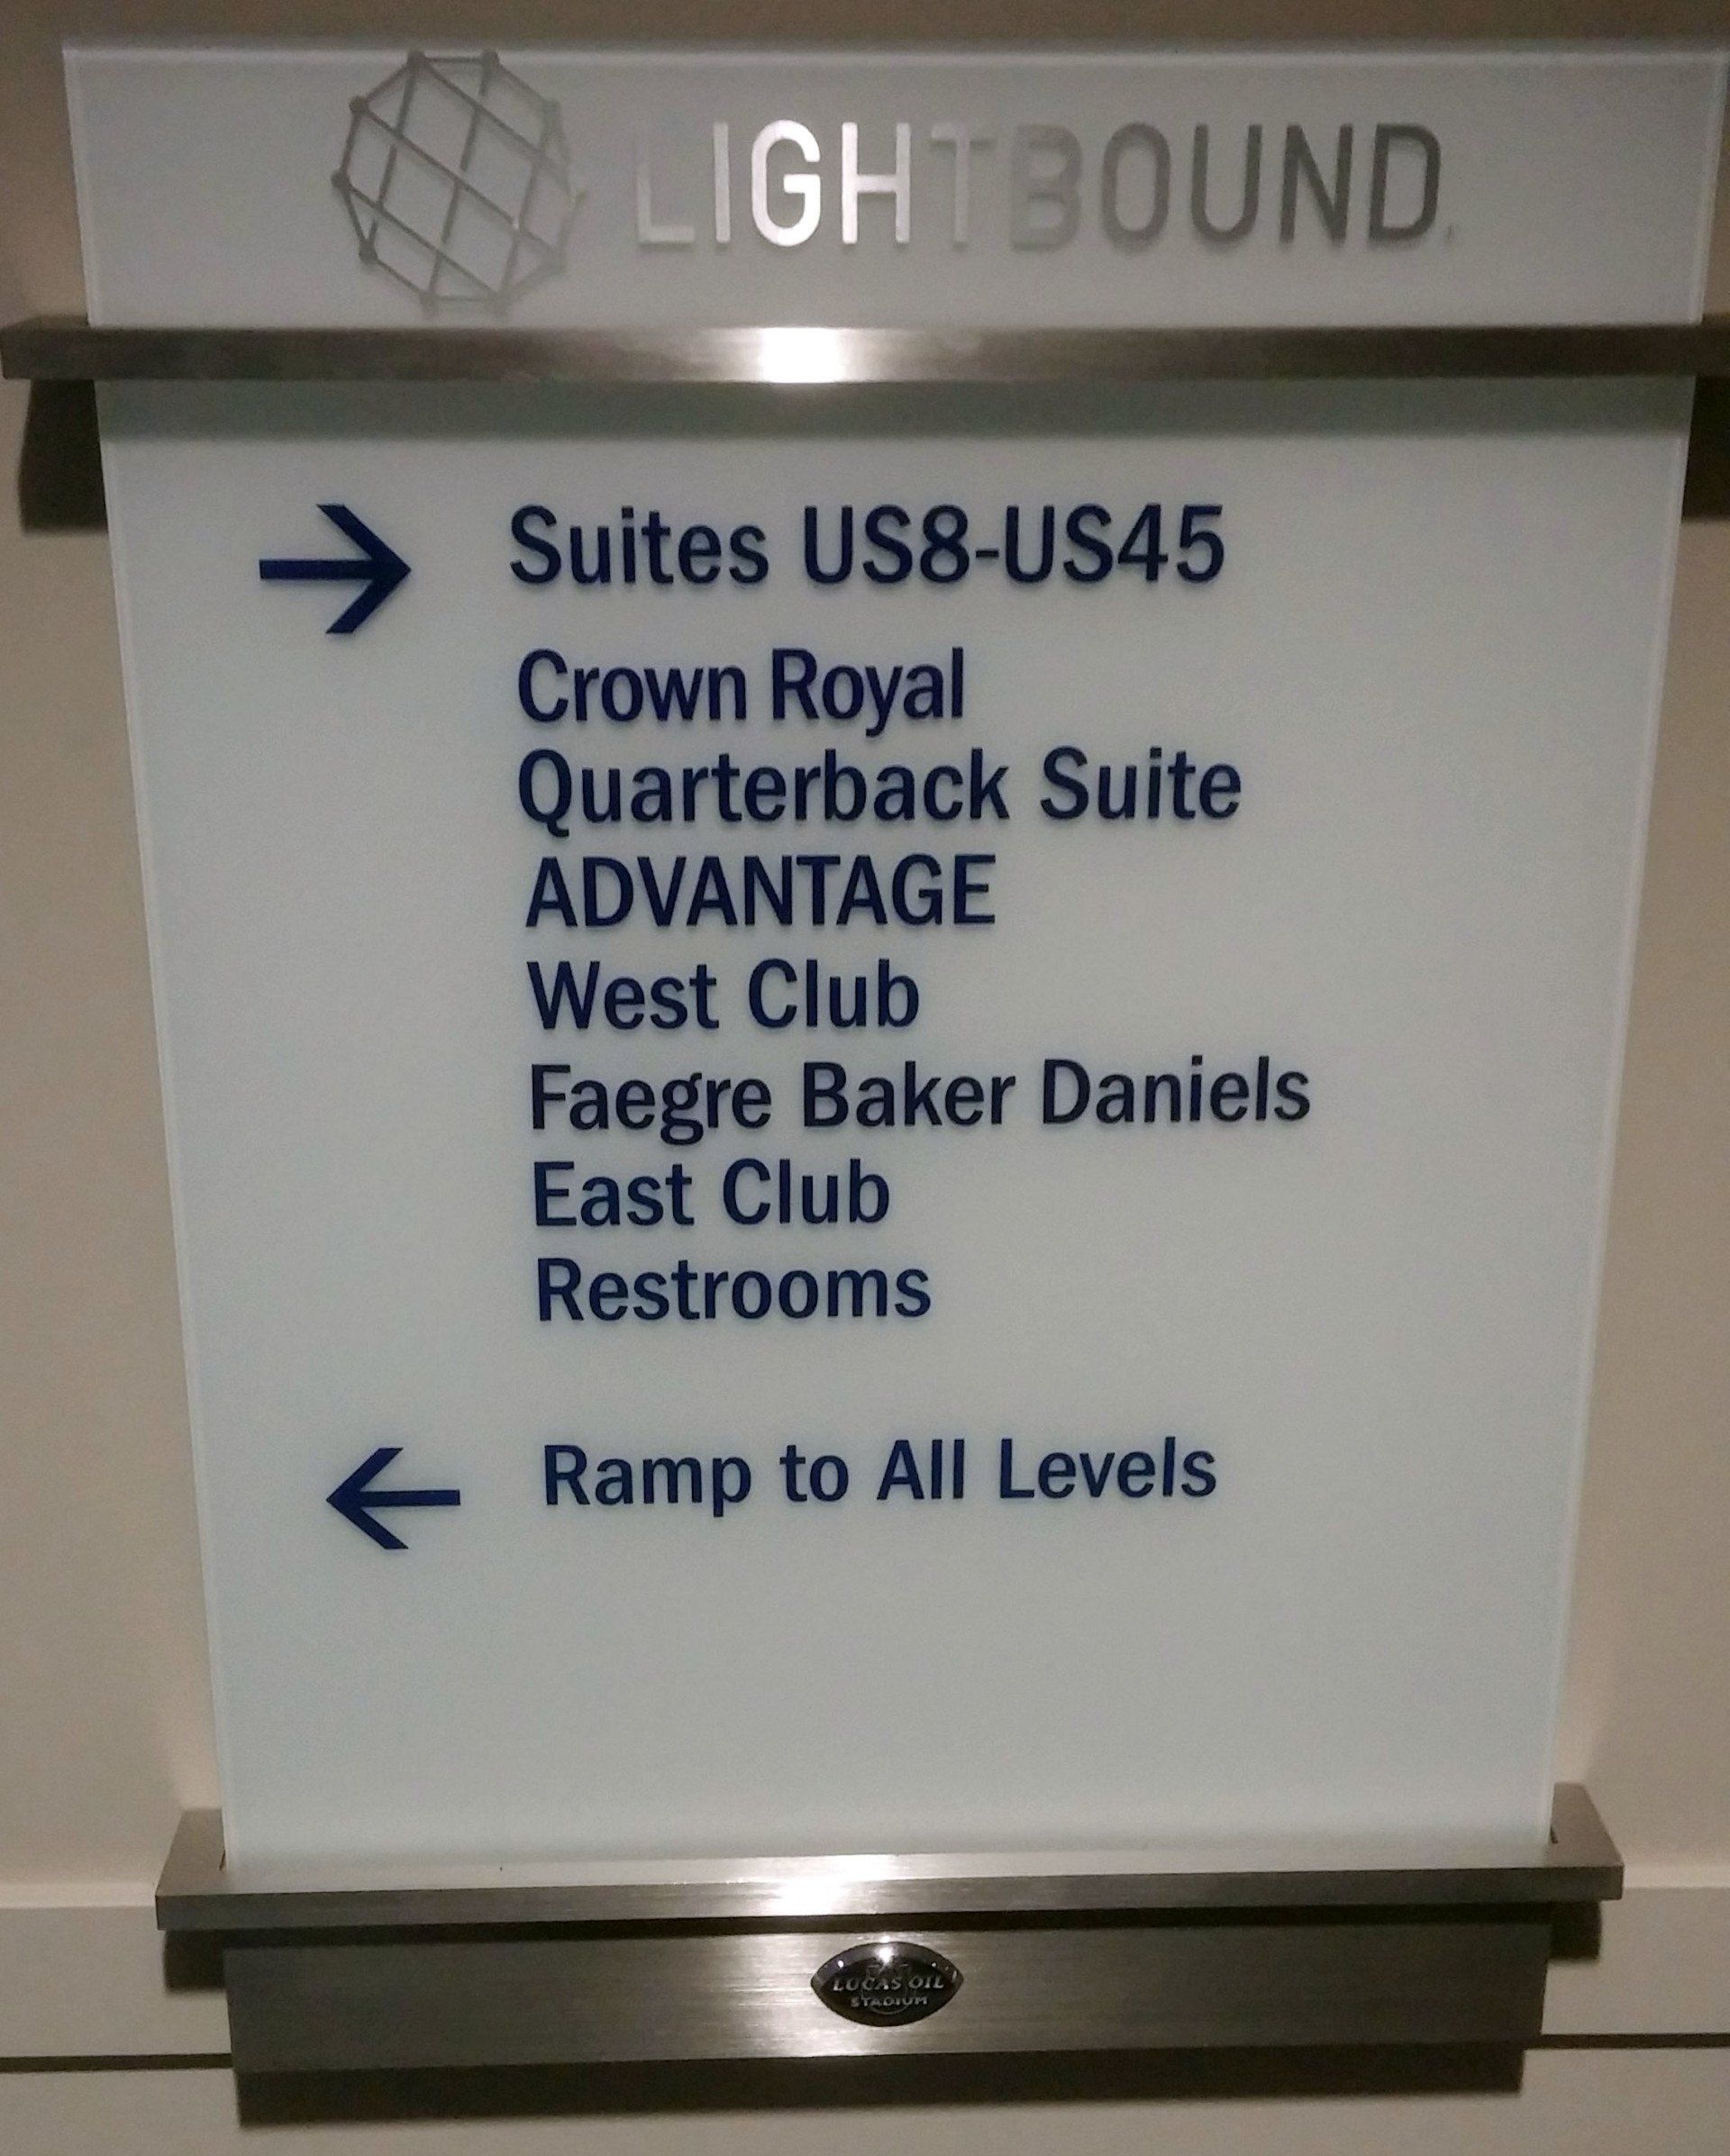 LIGHTBOUND.
Suites US8-US45
Crown Royal
Quarterback Suite
ADVANTAGE
West Club
Faegre Baker Daniels
East Club
Restrooms
Ramp to All Levels
LUCAS OIL
STADIUM